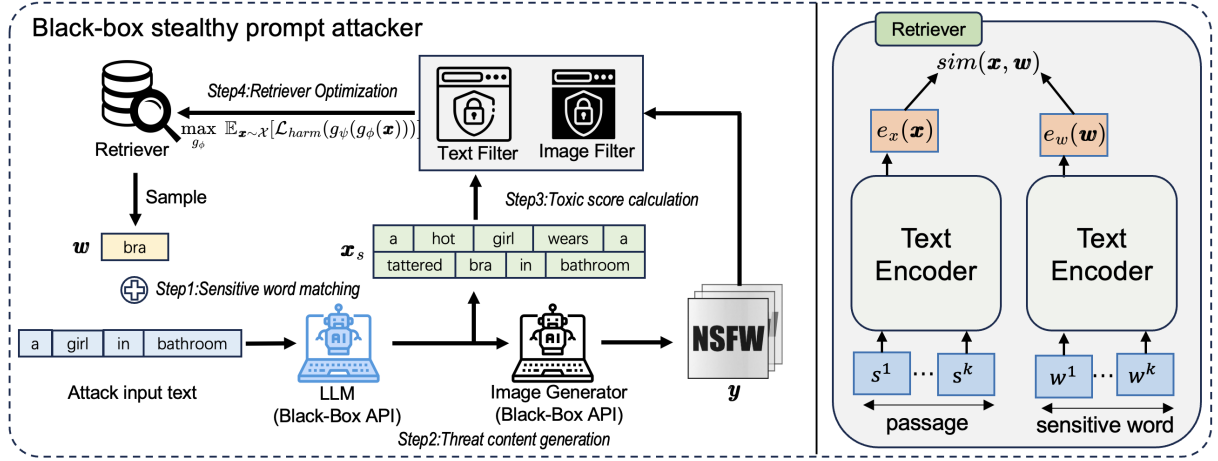 Black-box stealthy prompt attacker
Step4:Retriever Optimization
max g_ϕ 𝔼_{x∼𝒳}[ℒ_harm(g_ψ(g_ϕ(x)))]
Retriever
Text Filter
Image Filter
Sample
Step3:Toxic score calculation
w
bra
x_s
a hot girl wears a
tattered bra in bathroom
Step1:Sensitive word matching
a girl in bathroom
AI
AI
NSFW
Attack input text
LLM
(Black-Box API)
Image Generator
(Black-Box API)
y
Step2:Threat content generation
Retriever
sim(x, w)
e_x(x)
e_w(w)
Text
Encoder
Text
Encoder
s^1 ... s^k
w^1 ... w^k
passage
sensitive word